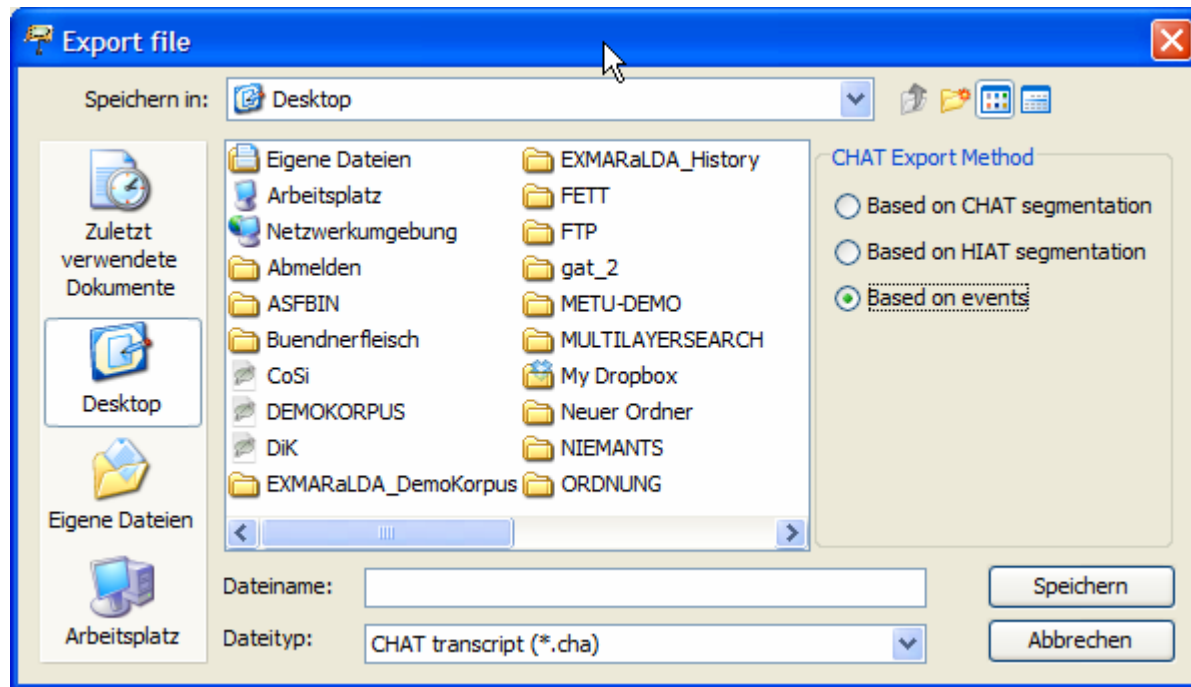 Export file
Speichern in:
Desktop
Zuletzt
verwendete
Dokumente
Desktop
Eigene Dateien
Arbeitsplatz
Eigene Dateien
Arbeitsplatz
Netzwerkumgebung
Abmelden
ASFBIN
Buendnerfleisch
CoSi
DEMOKORPUS
DiK
EXMARaLDA_DemoKorpus
EXMARaLDA_History
FETT
FTP
gat_2
METU-DEMO
MULTILAYERSEARCH
My Dropbox
Neuer Ordner
NIEMANTS
ORDNUNG
CHAT Export Method
Based on CHAT segmentation
Based on HIAT segmentation
Based on events
Dateiname:
Speichern
Dateityp:
CHAT transcript (*.cha)
Abbrechen